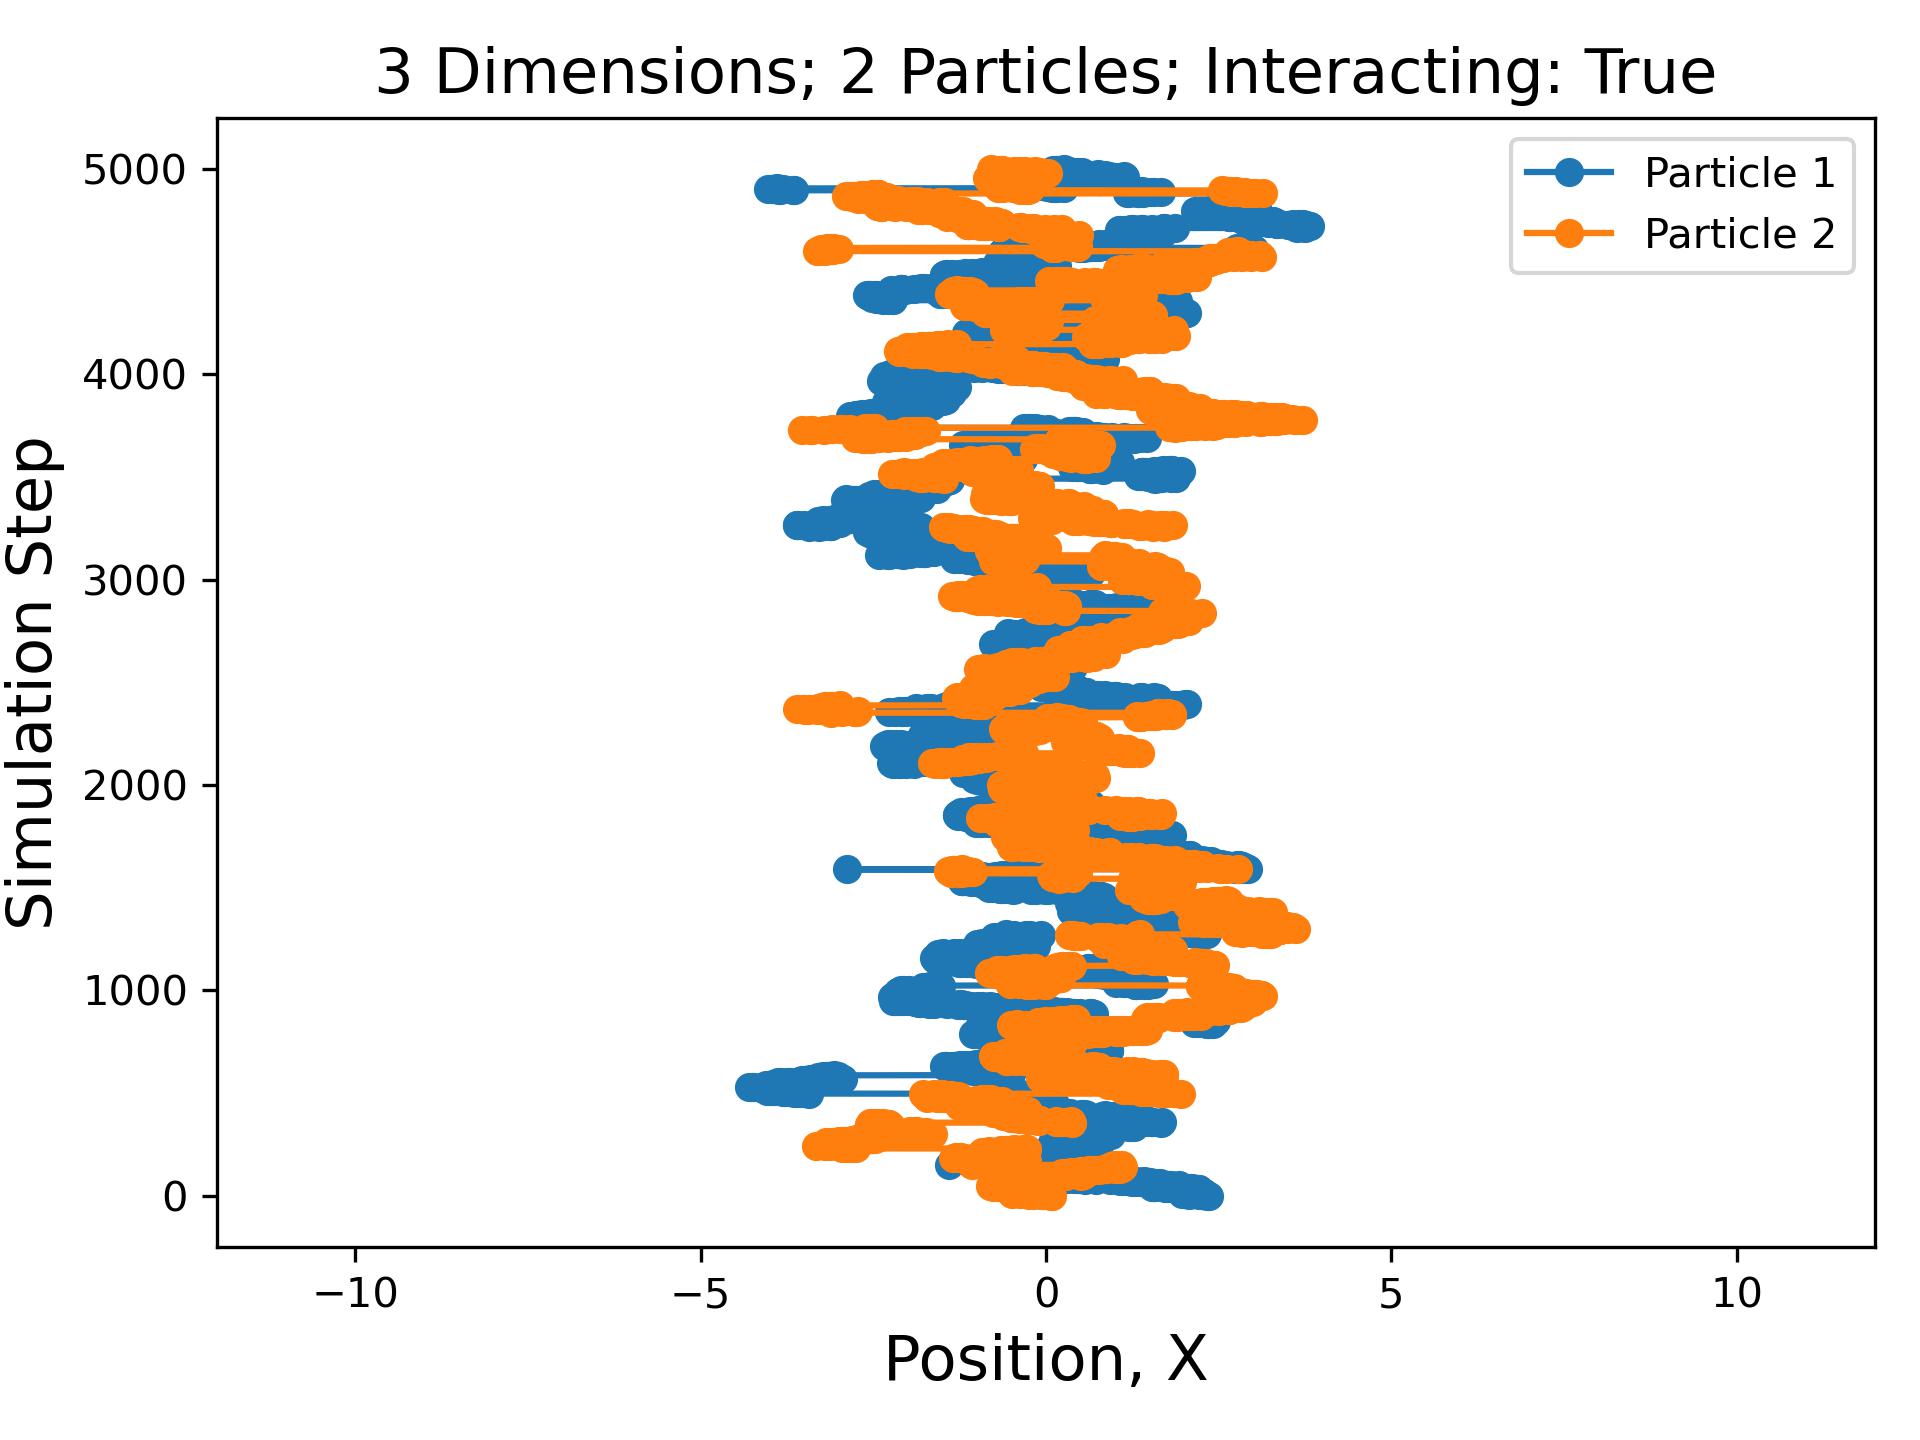 3 Dimensions; 2 Particles; Interacting: True
Particle 1
Particle 2
Simulation Step
5000
4000
3000
2000
1000
0
−10 −5 0 5 10
Position, X